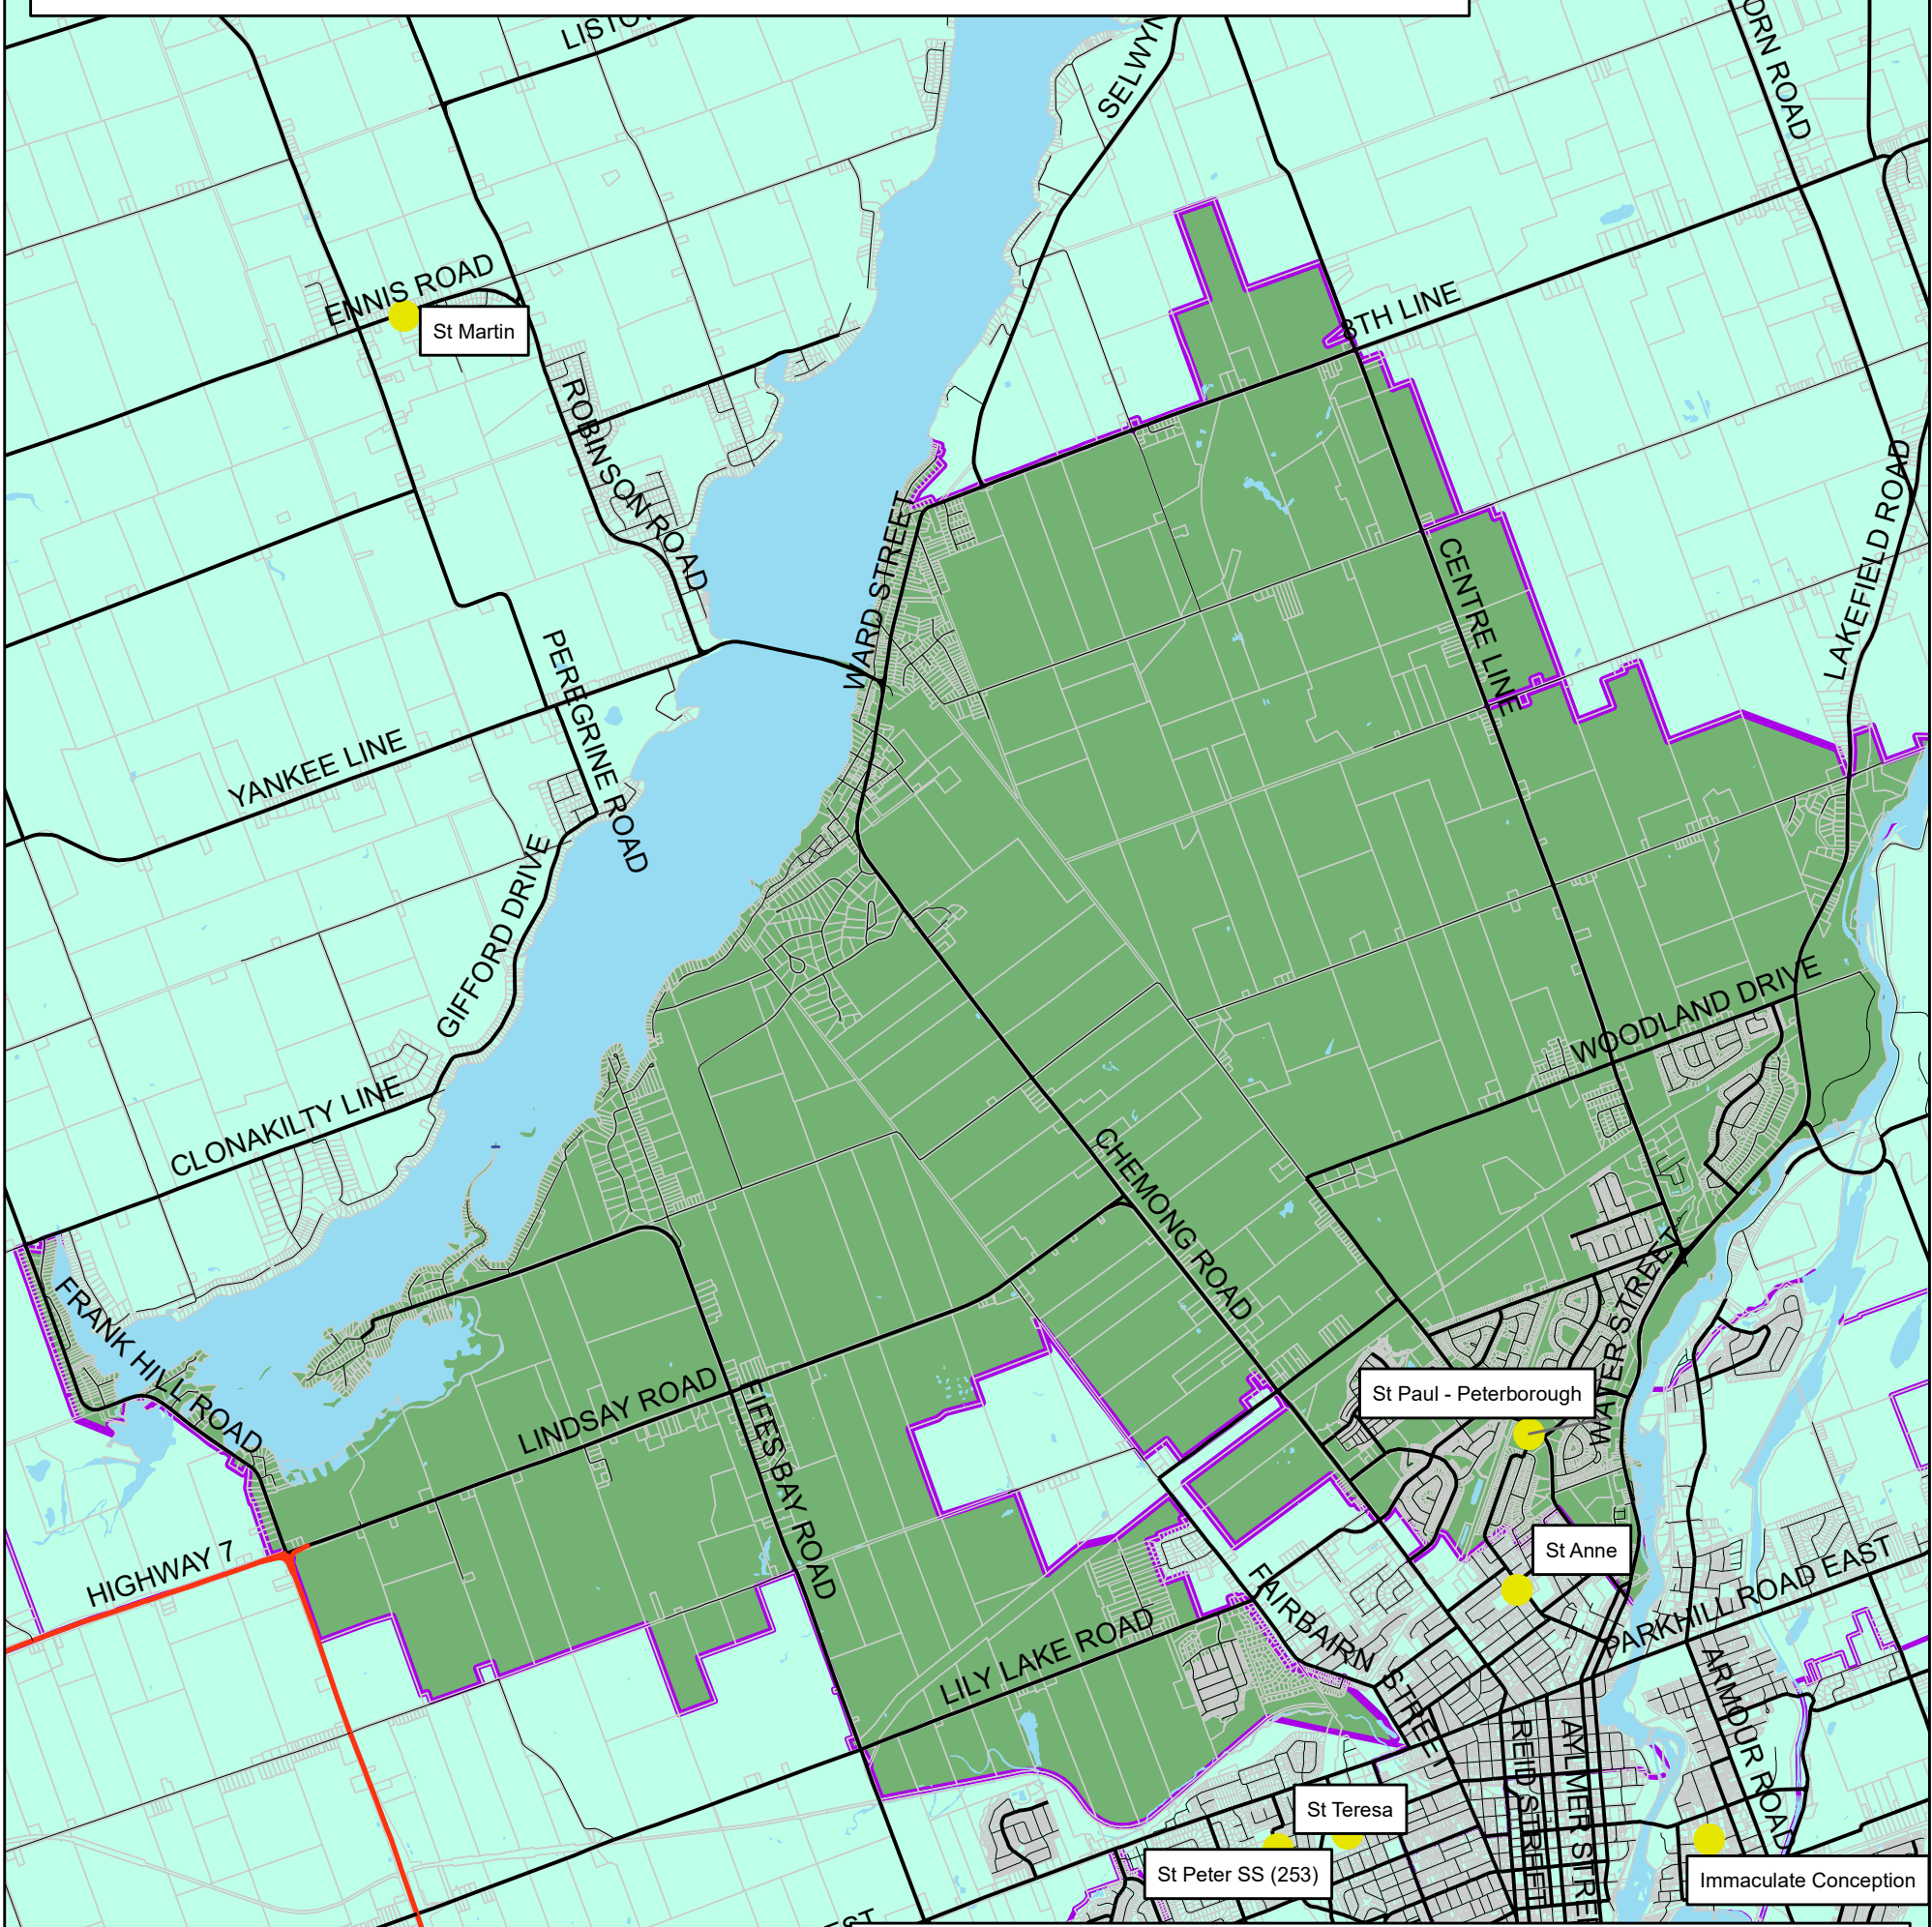 SELWYN
ENNIS ROAD
St Martin
8TH LINE
ROBINSON ROAD
WARD STREET
CENTRE LINE
LAKEFIELD ROAD
PEREGRINE ROAD
YANKEE LINE
GIFFORD DRIVE
WOODLAND DRIVE
CLONAKILTY LINE
CHEMONG ROAD
FRANK HILL ROAD
WATER STREET
LINDSAY ROAD
St Paul - Peterborough
FIFES BAY ROAD
HIGHWAY 7
St Anne
FAIRBAIRN STREET
PARKHILL ROAD EAST
LILY LAKE ROAD
ARMOUR ROAD
REID STREET
AYLMER STREE
St Teresa
St Peter SS (253)
Immaculate Conception